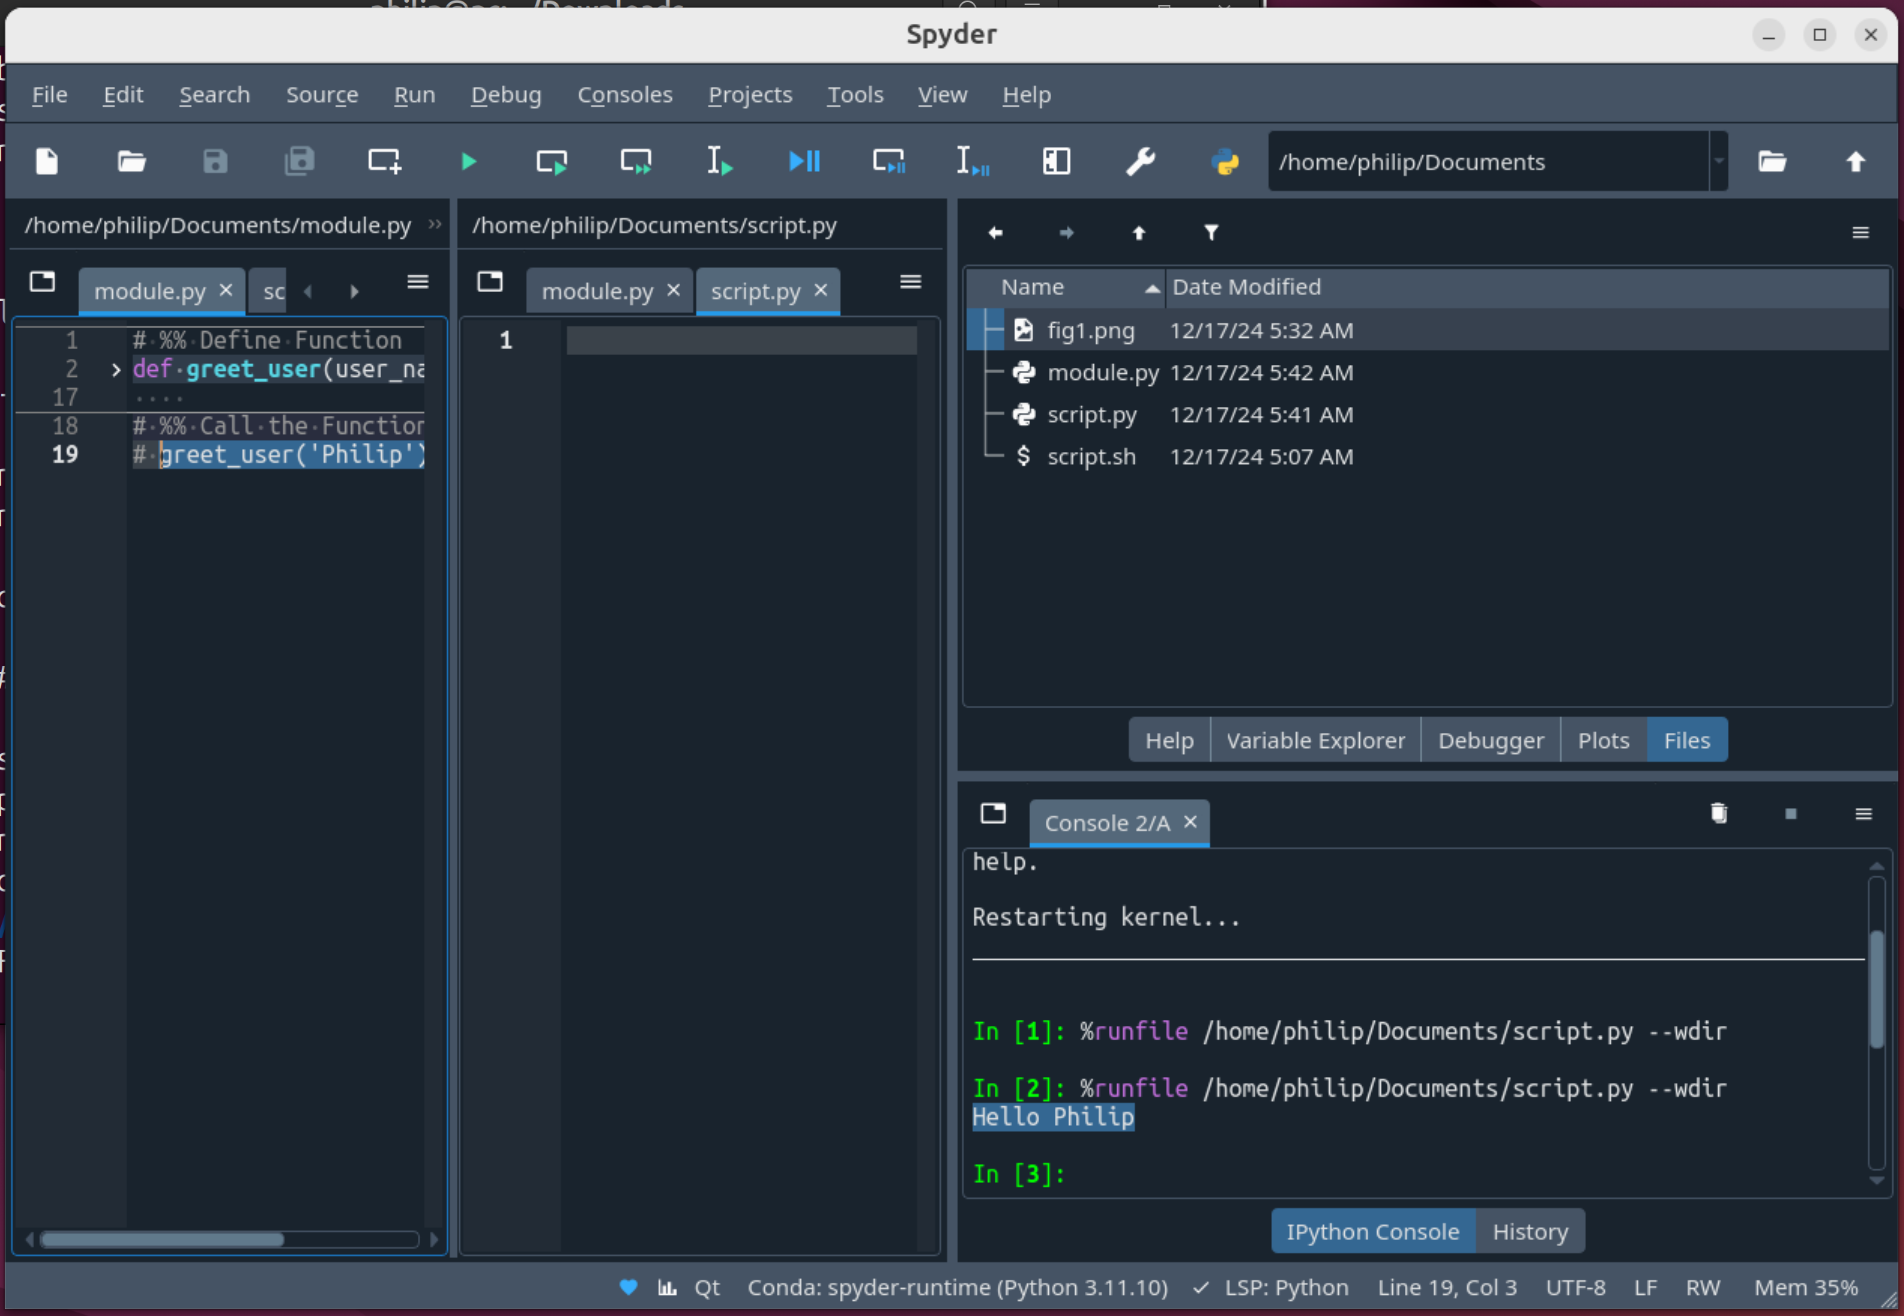 Spyder
File Edit Search Source Run Debug Consoles Projects Tools View Help
/home/philip/Documents
/home/philip/Documents/module.py
module.py sc
1 # %% Define Function
2 def greet_user(user_na
17
18 # %% Call the Function
19 # greet_user('Philip')
/home/philip/Documents/script.py
module.py script.py
1
Name Date Modified
fig1.png 12/17/24 5:32 AM
module.py 12/17/24 5:42 AM
script.py 12/17/24 5:41 AM
script.sh 12/17/24 5:07 AM
Help Variable Explorer Debugger Plots Files
Console 2/A
help.
Restarting kernel...
In [1]: %runfile /home/philip/Documents/script.py --wdir
In [2]: %runfile /home/philip/Documents/script.py --wdir
Hello Philip
In [3]:
IPython Console History
Qt Conda: spyder-runtime (Python 3.11.10) ✓ LSP: Python Line 19, Col 3 UTF-8 LF RW Mem 35%